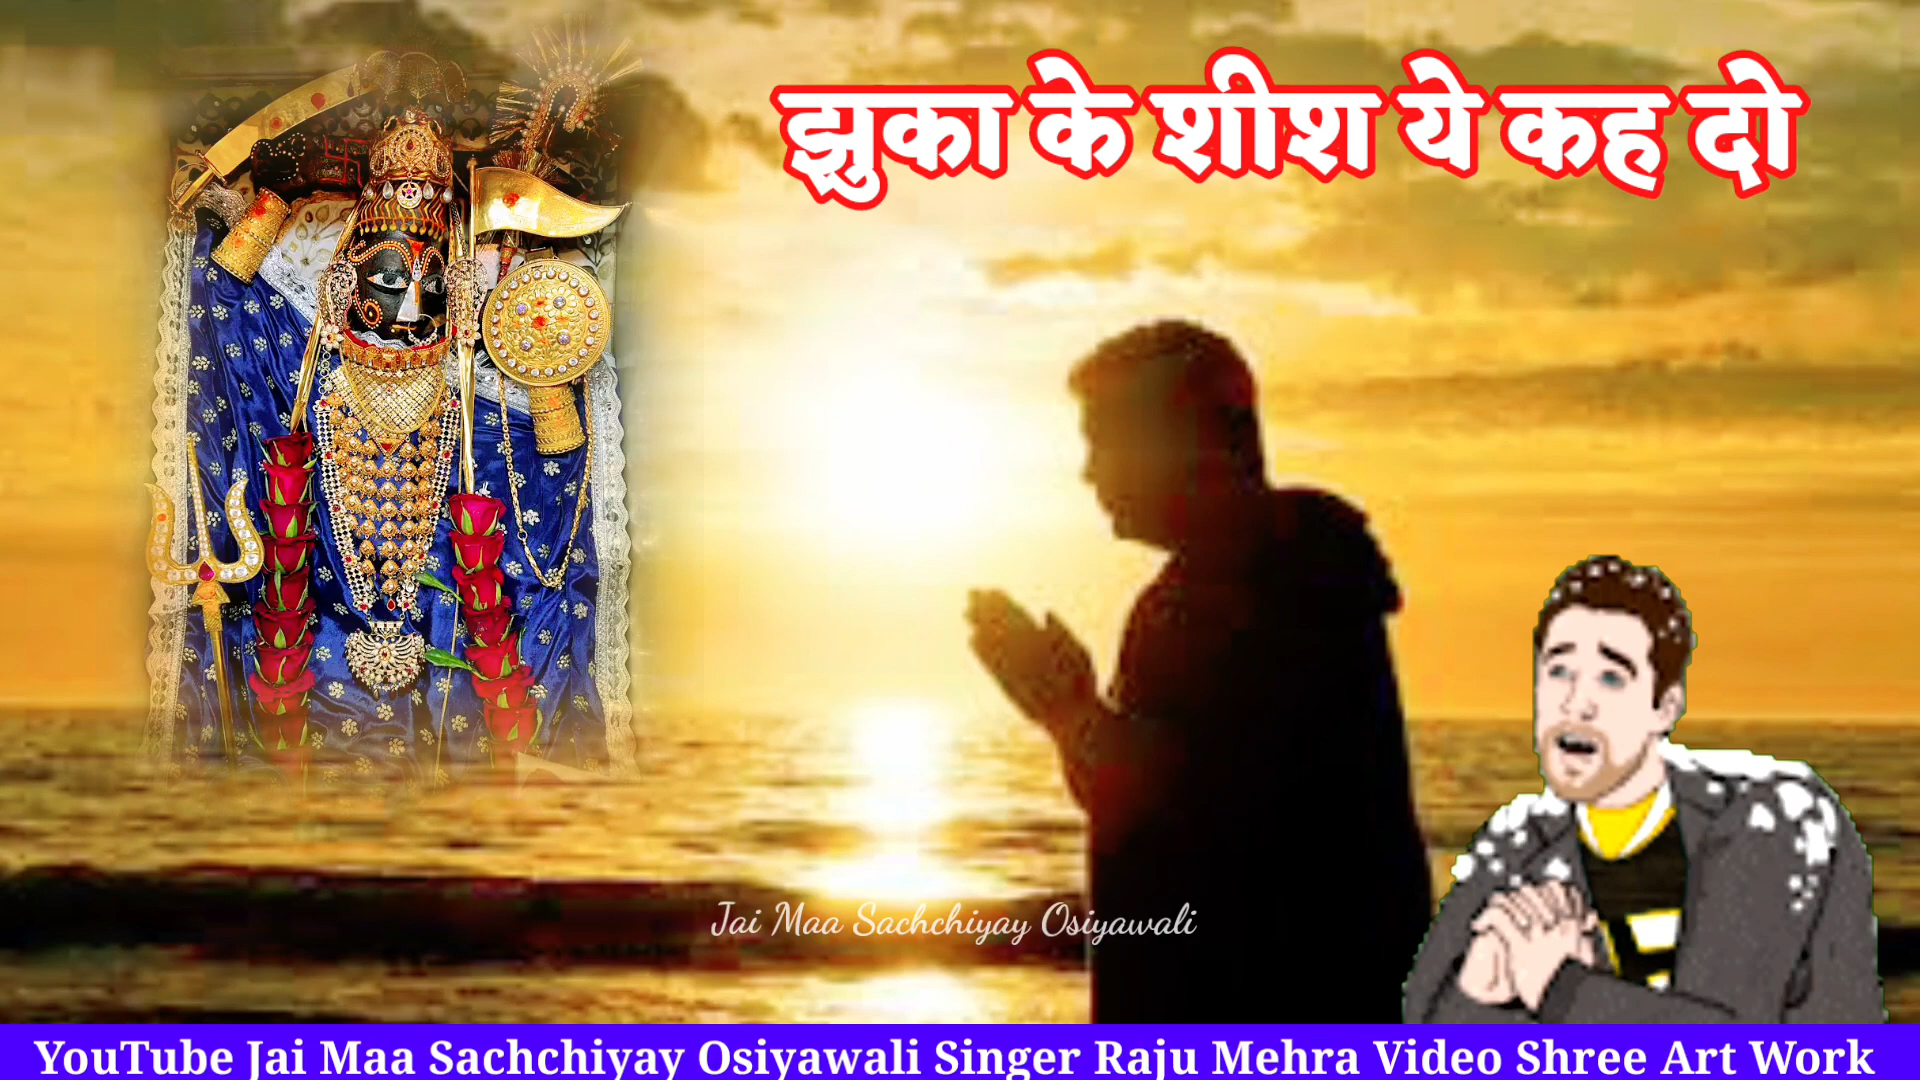 झुका के शीश ये कह दो
Jai Maa Sachchiyay Osiyawali
YouTube Jai Maa Sachchiyay Osiyawali Singer Raju Mehra Video Shree Art Work